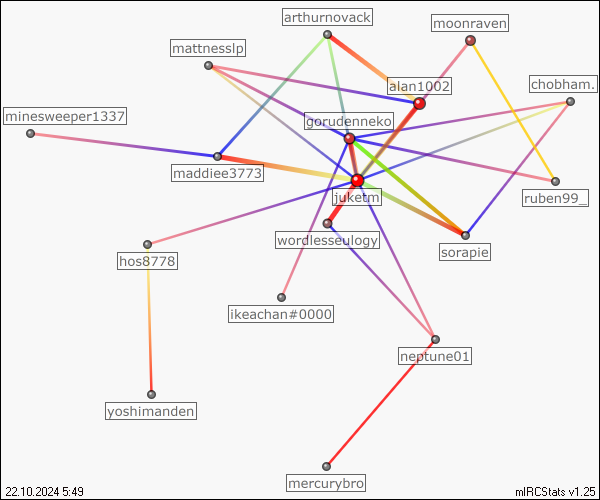 arthurnovack
moonraven
mattnesslp
alan1002
chobham.
minesweeper1337
gorudenneko
maddiee3773
juketm
ruben99_
wordlesseulogy
sorapie
hos8778
ikeachan#0000
neptune01
yoshimanden
mercurybro
22.10.2024 5:49
mIRCStats v1.25